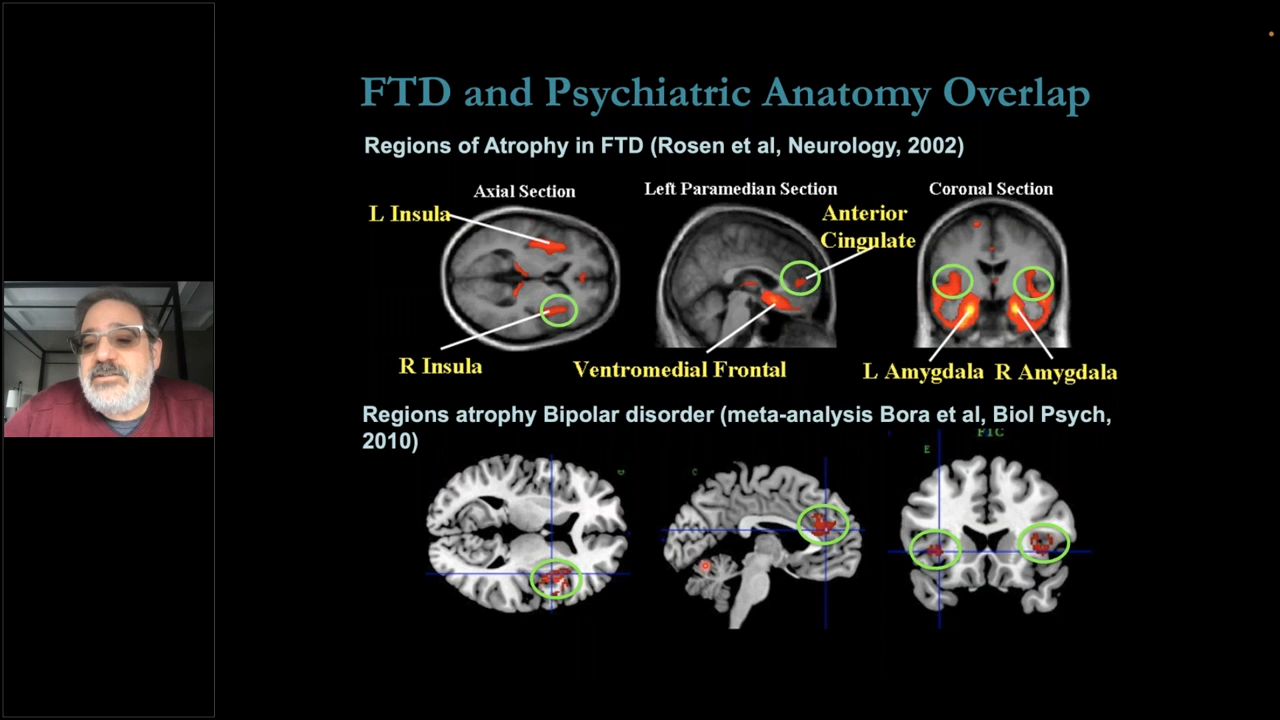 FTD and Psychiatric Anatomy Overlap
Regions of Atrophy in FTD (Rosen et al, Neurology, 2002)
Axial Section
Left Paramedian Section
Coronal Section
L Insula
Anterior
Cingulate
R Insula
Ventromedial Frontal
L Amygdala
R Amygdala
Regions atrophy Bipolar disorder (meta-analysis Bora et al, Biol Psych,
2010)
E
C